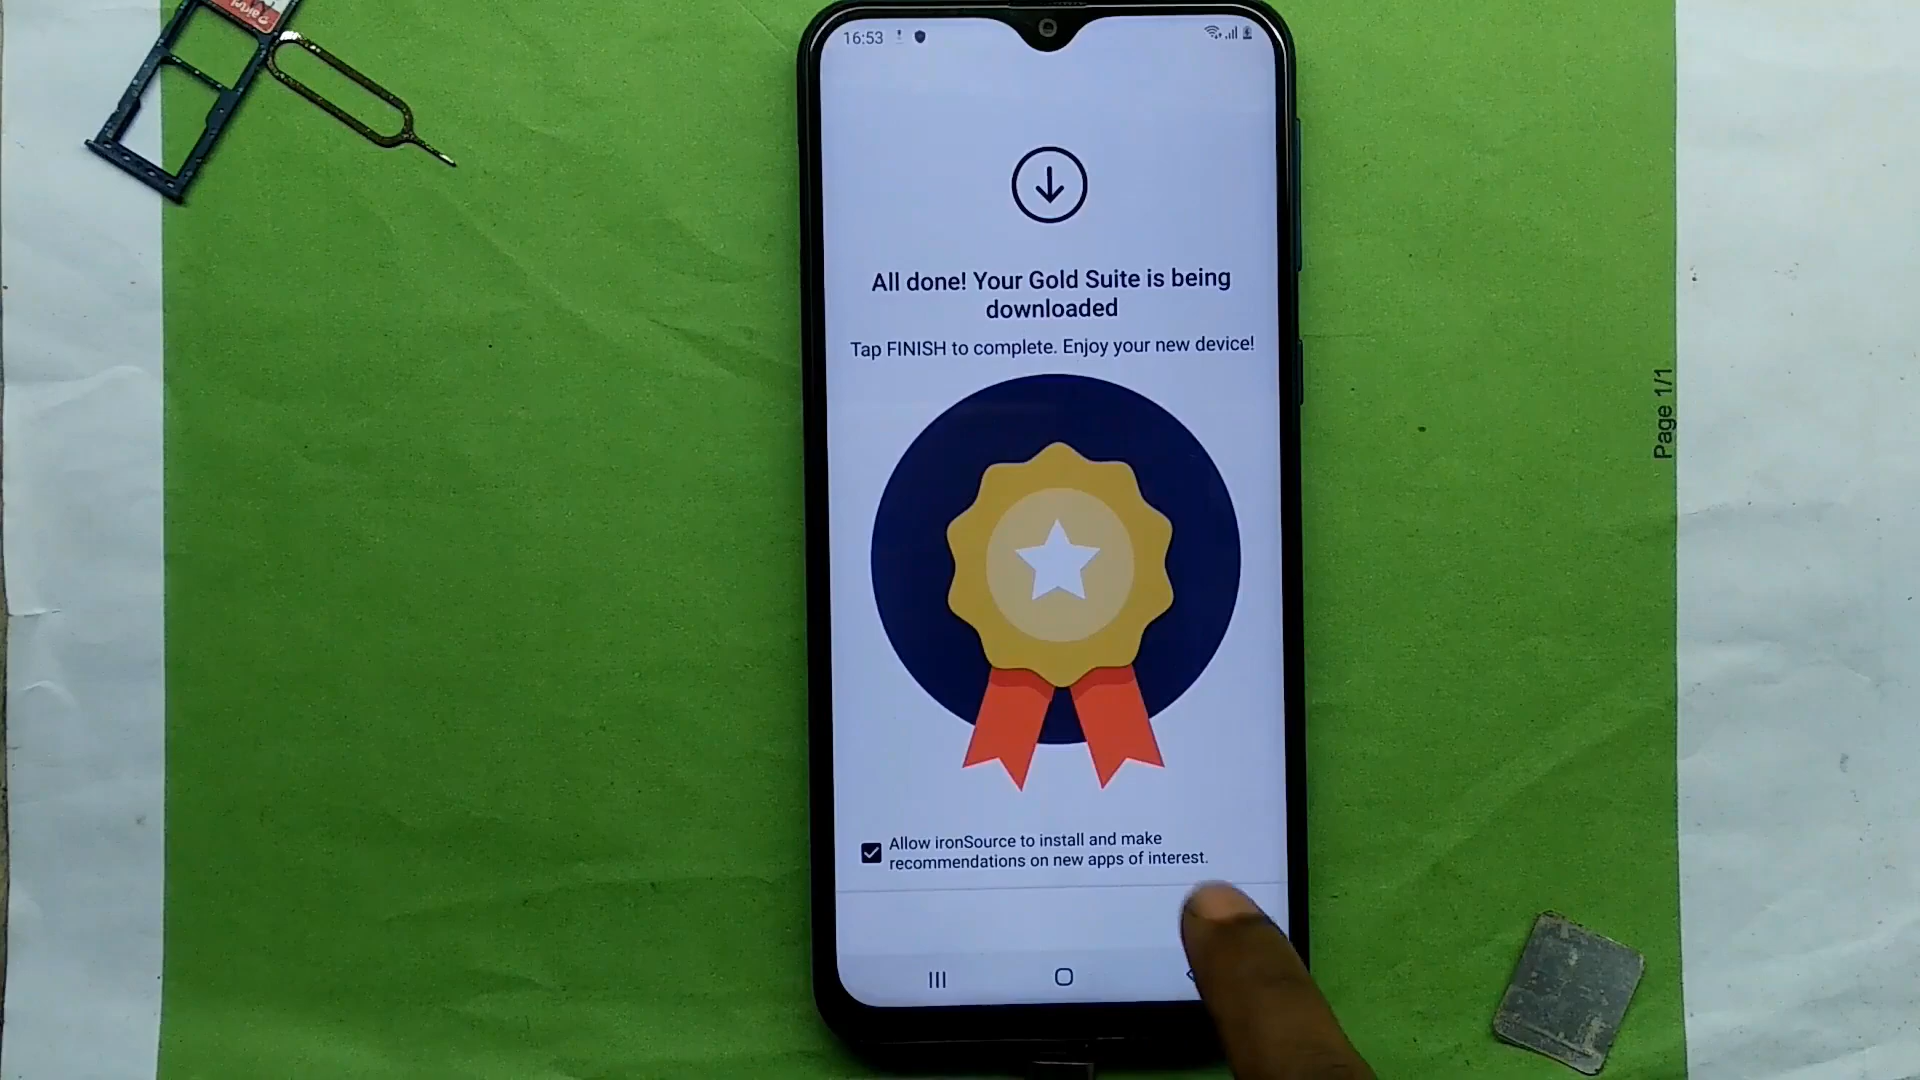 airtel
16:53
All done! Your Gold Suite is being
downloaded
Tap FINISH to complete. Enjoy your new device!
Allow ironSource to install and make
recommendations on new apps of interest.
Page 1/1